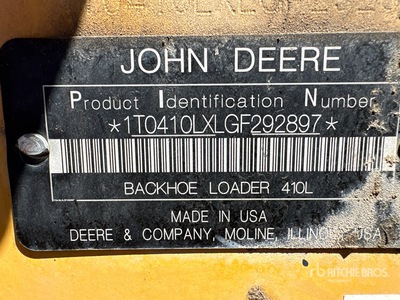 JOHN DEERE
Product Identification Number
*1T0410LXLGF292897*
BACKHOE LOADER 410L
MADE IN USA
DEERE & COMPANY, MOLINE, ILLINOIS, USA
RITCHIE BROS.